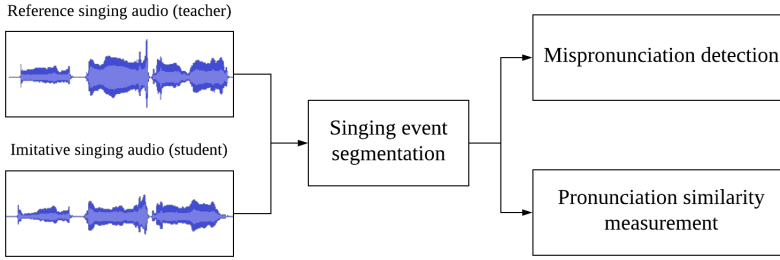 Reference singing audio (teacher)
Imitative singing audio (student)
Singing event
segmentation
Mispronunciation detection
Pronunciation similarity
measurement